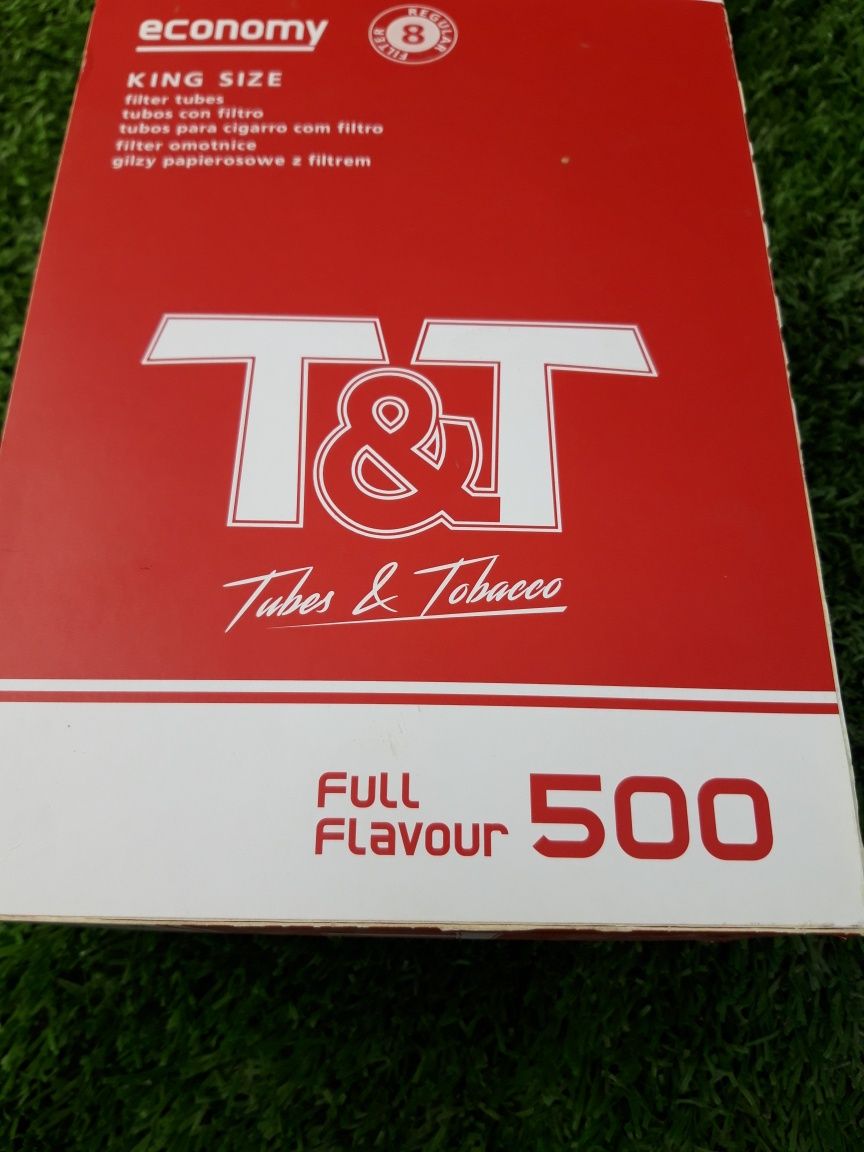 economy
REGULAR
8
FILTER
KING SIZE
filter tubes
tubos con filtro
tubos para cigarro com filtro
filter omotnice
gilzy papierosowe z filtrem
T&T
Tubes & Tobacco
Full
Flavour 500